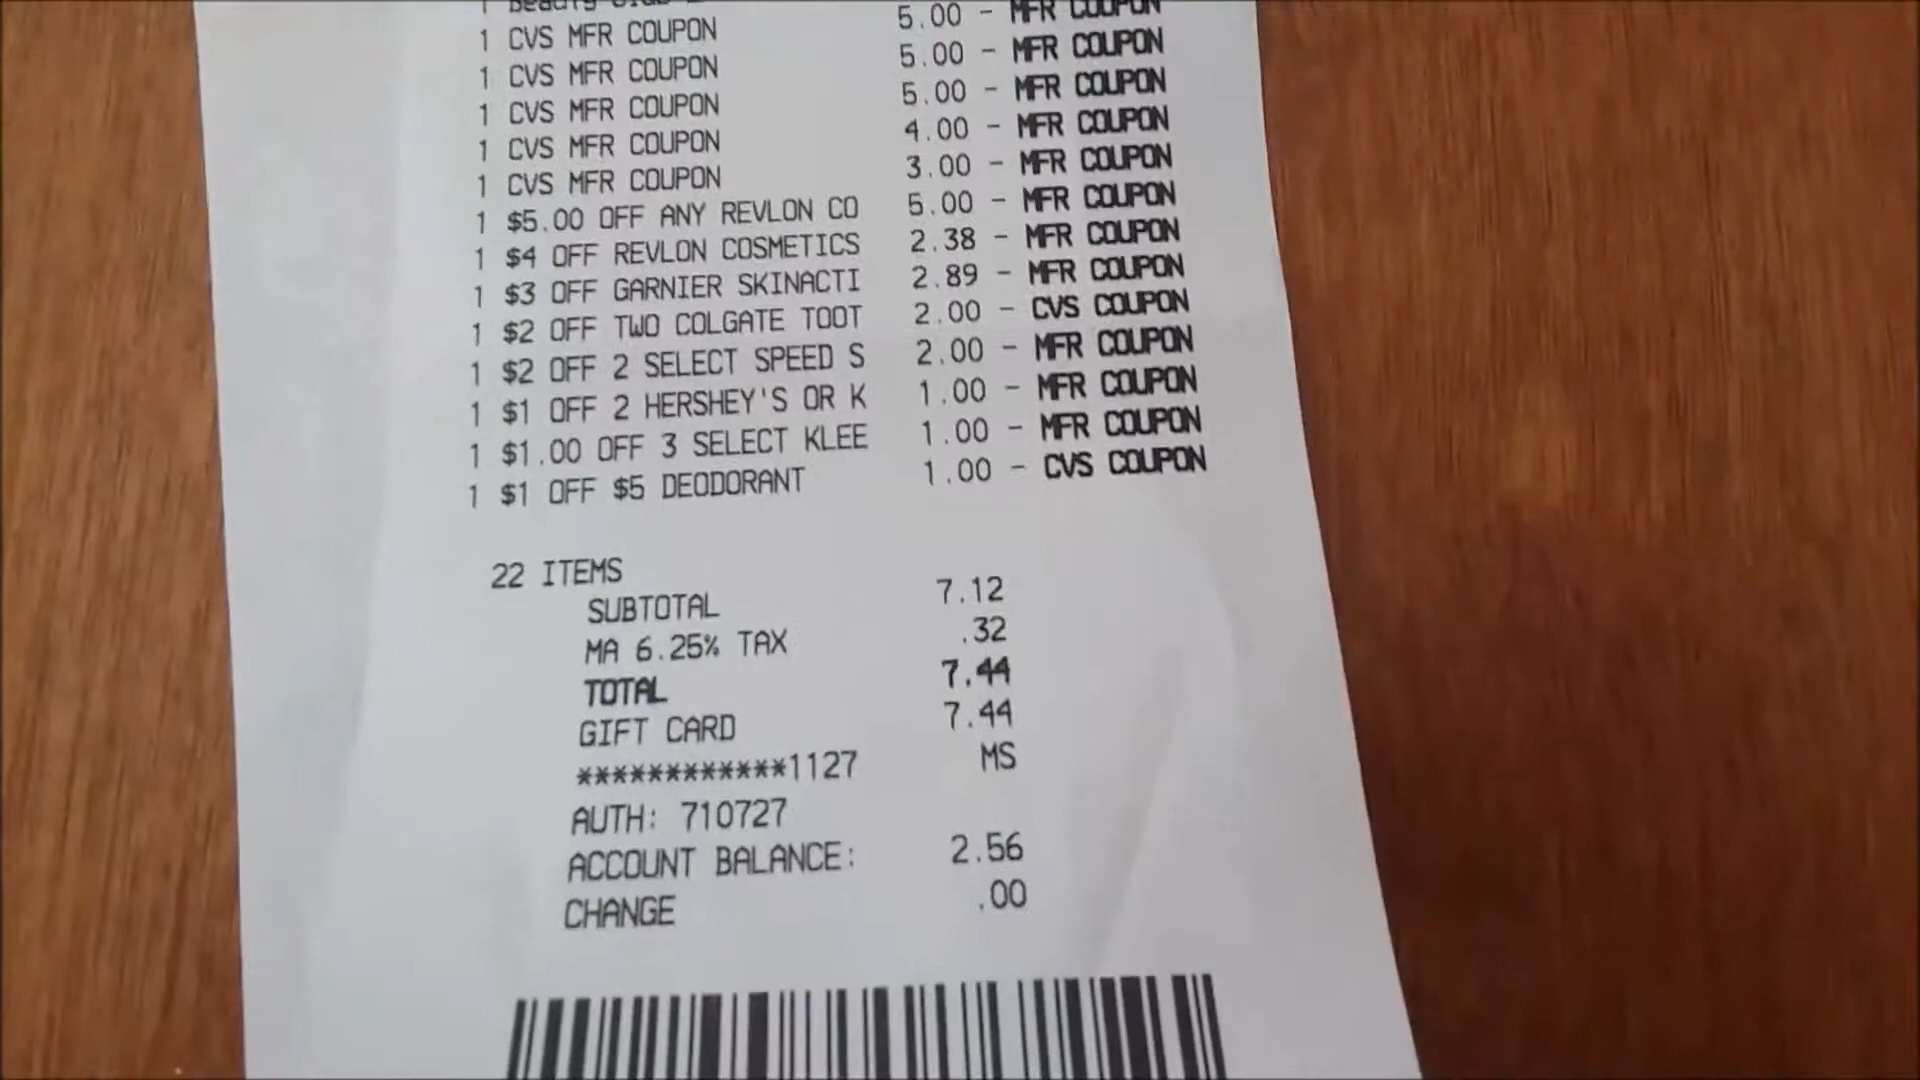 1 Beauty
1 CVS MFR COUPON 5.00 - MFR COUPON
1 CVS MFR COUPON 5.00 - MFR COUPON
1 CVS MFR COUPON 5.00 - MFR COUPON
1 CVS MFR COUPON 4.00 - MFR COUPON
1 CVS MFR COUPON 3.00 - MFR COUPON
1 $5.00 OFF ANY REVLON CO 5.00 - MFR COUPON
1 $4 OFF REVLON COSMETICS 2.38 - MFR COUPON
1 $3 OFF GARNIER SKINACTI 2.89 - MFR COUPON
1 $2 OFF TWO COLGATE TOOT 2.00 - CVS COUPON
1 $2 OFF 2 SELECT SPEED S 2.00 - MFR COUPON
1 $1 OFF 2 HERSHEY'S OR K 1.00 - MFR COUPON
1 $1.00 OFF 3 SELECT KLEE 1.00 - MFR COUPON
1 $1 OFF $5 DEODORANT 1.00 - CVS COUPON
22 ITEMS
SUBTOTAL 7.12
MA 6.25% TAX .32
TOTAL 7.44
GIFT CARD 7.44
************1127 MS
AUTH: 710727
ACCOUNT BALANCE: 2.56
CHANGE .00